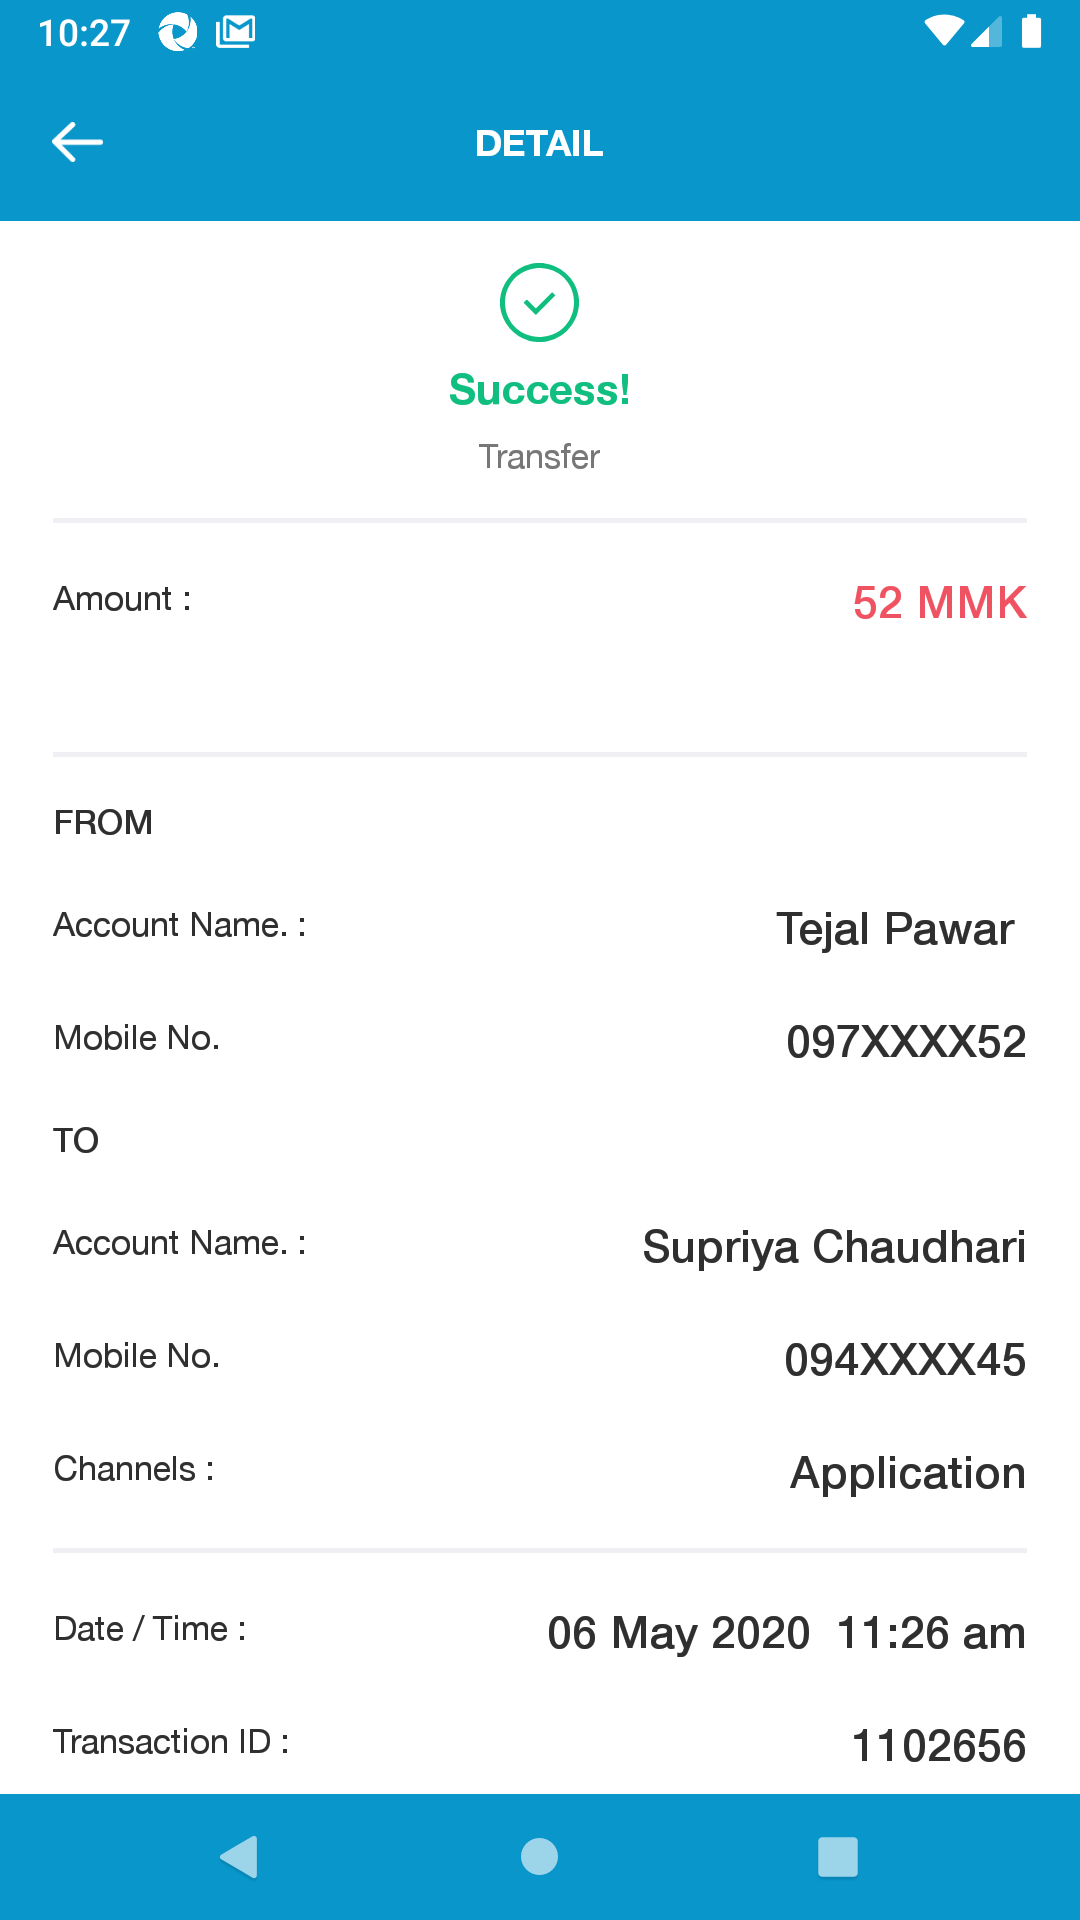 10:27
DETAIL
Success!
Transfer
Amount : 52 MMK
FROM
Account Name. : Tejal Pawar
Mobile No. 097XXXX52
TO
Account Name. : Supriya Chaudhari
Mobile No. 094XXXX45
Channels : Application
Date / Time : 06 May 2020 11:26 am
Transaction ID : 1102656